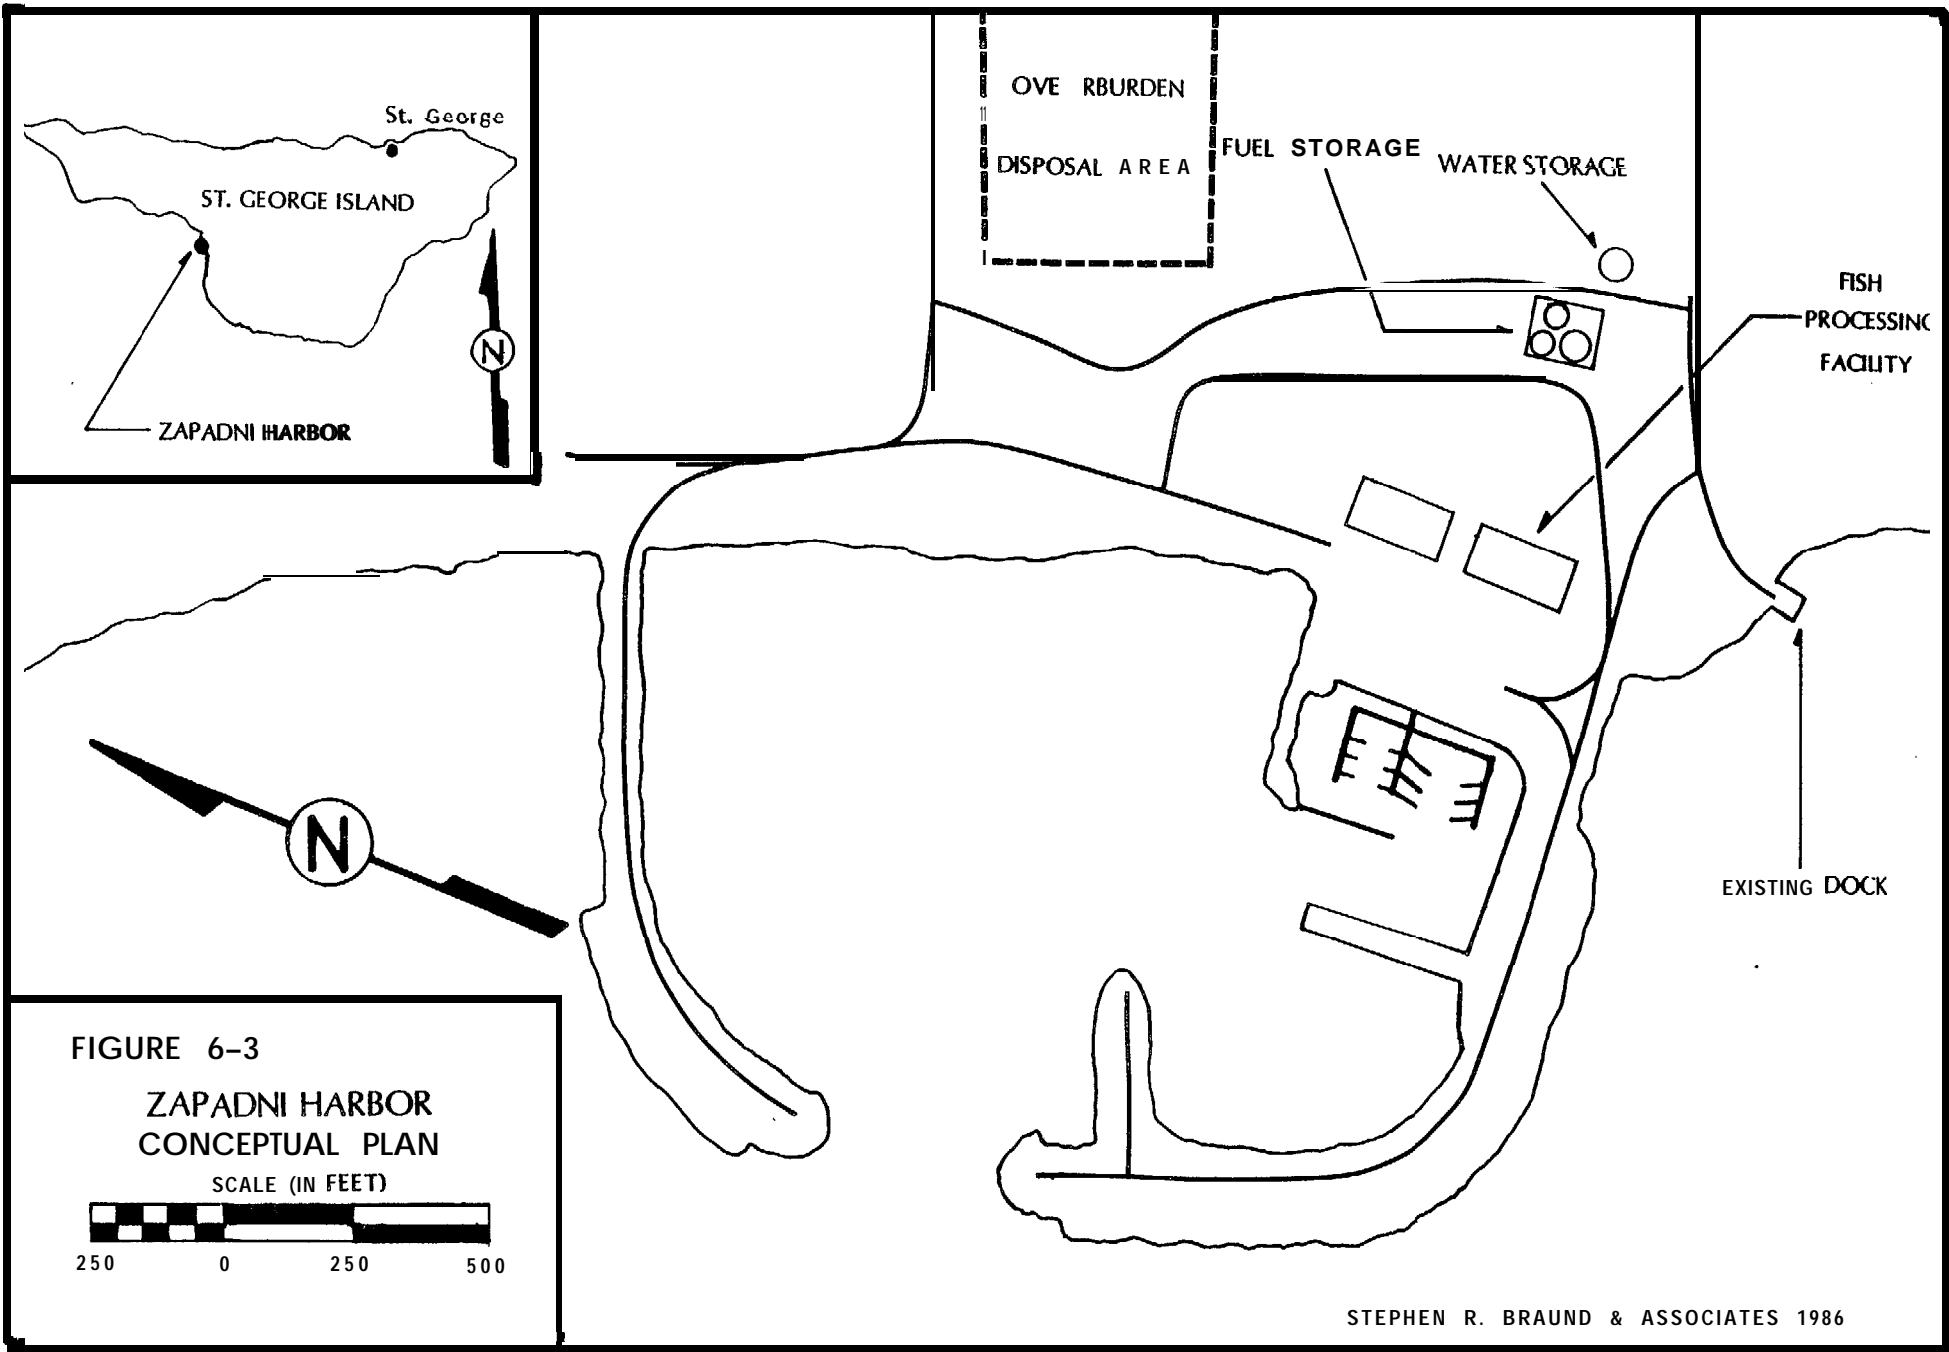 St. George
ST. GEORGE ISLAND
N
ZAPADNI HARBOR
OVE RBURDEN
DISPOSAL AREA
FUEL STORAGE
WATER STORAGE
FISH
PROCESSING
FACILITY
EXISTING DOCK
N
FIGURE 6-3
ZAPADNI HARBOR
CONCEPTUAL PLAN
SCALE (IN FEET)
250 0 250 500
STEPHEN R. BRAUND & ASSOCIATES 1986